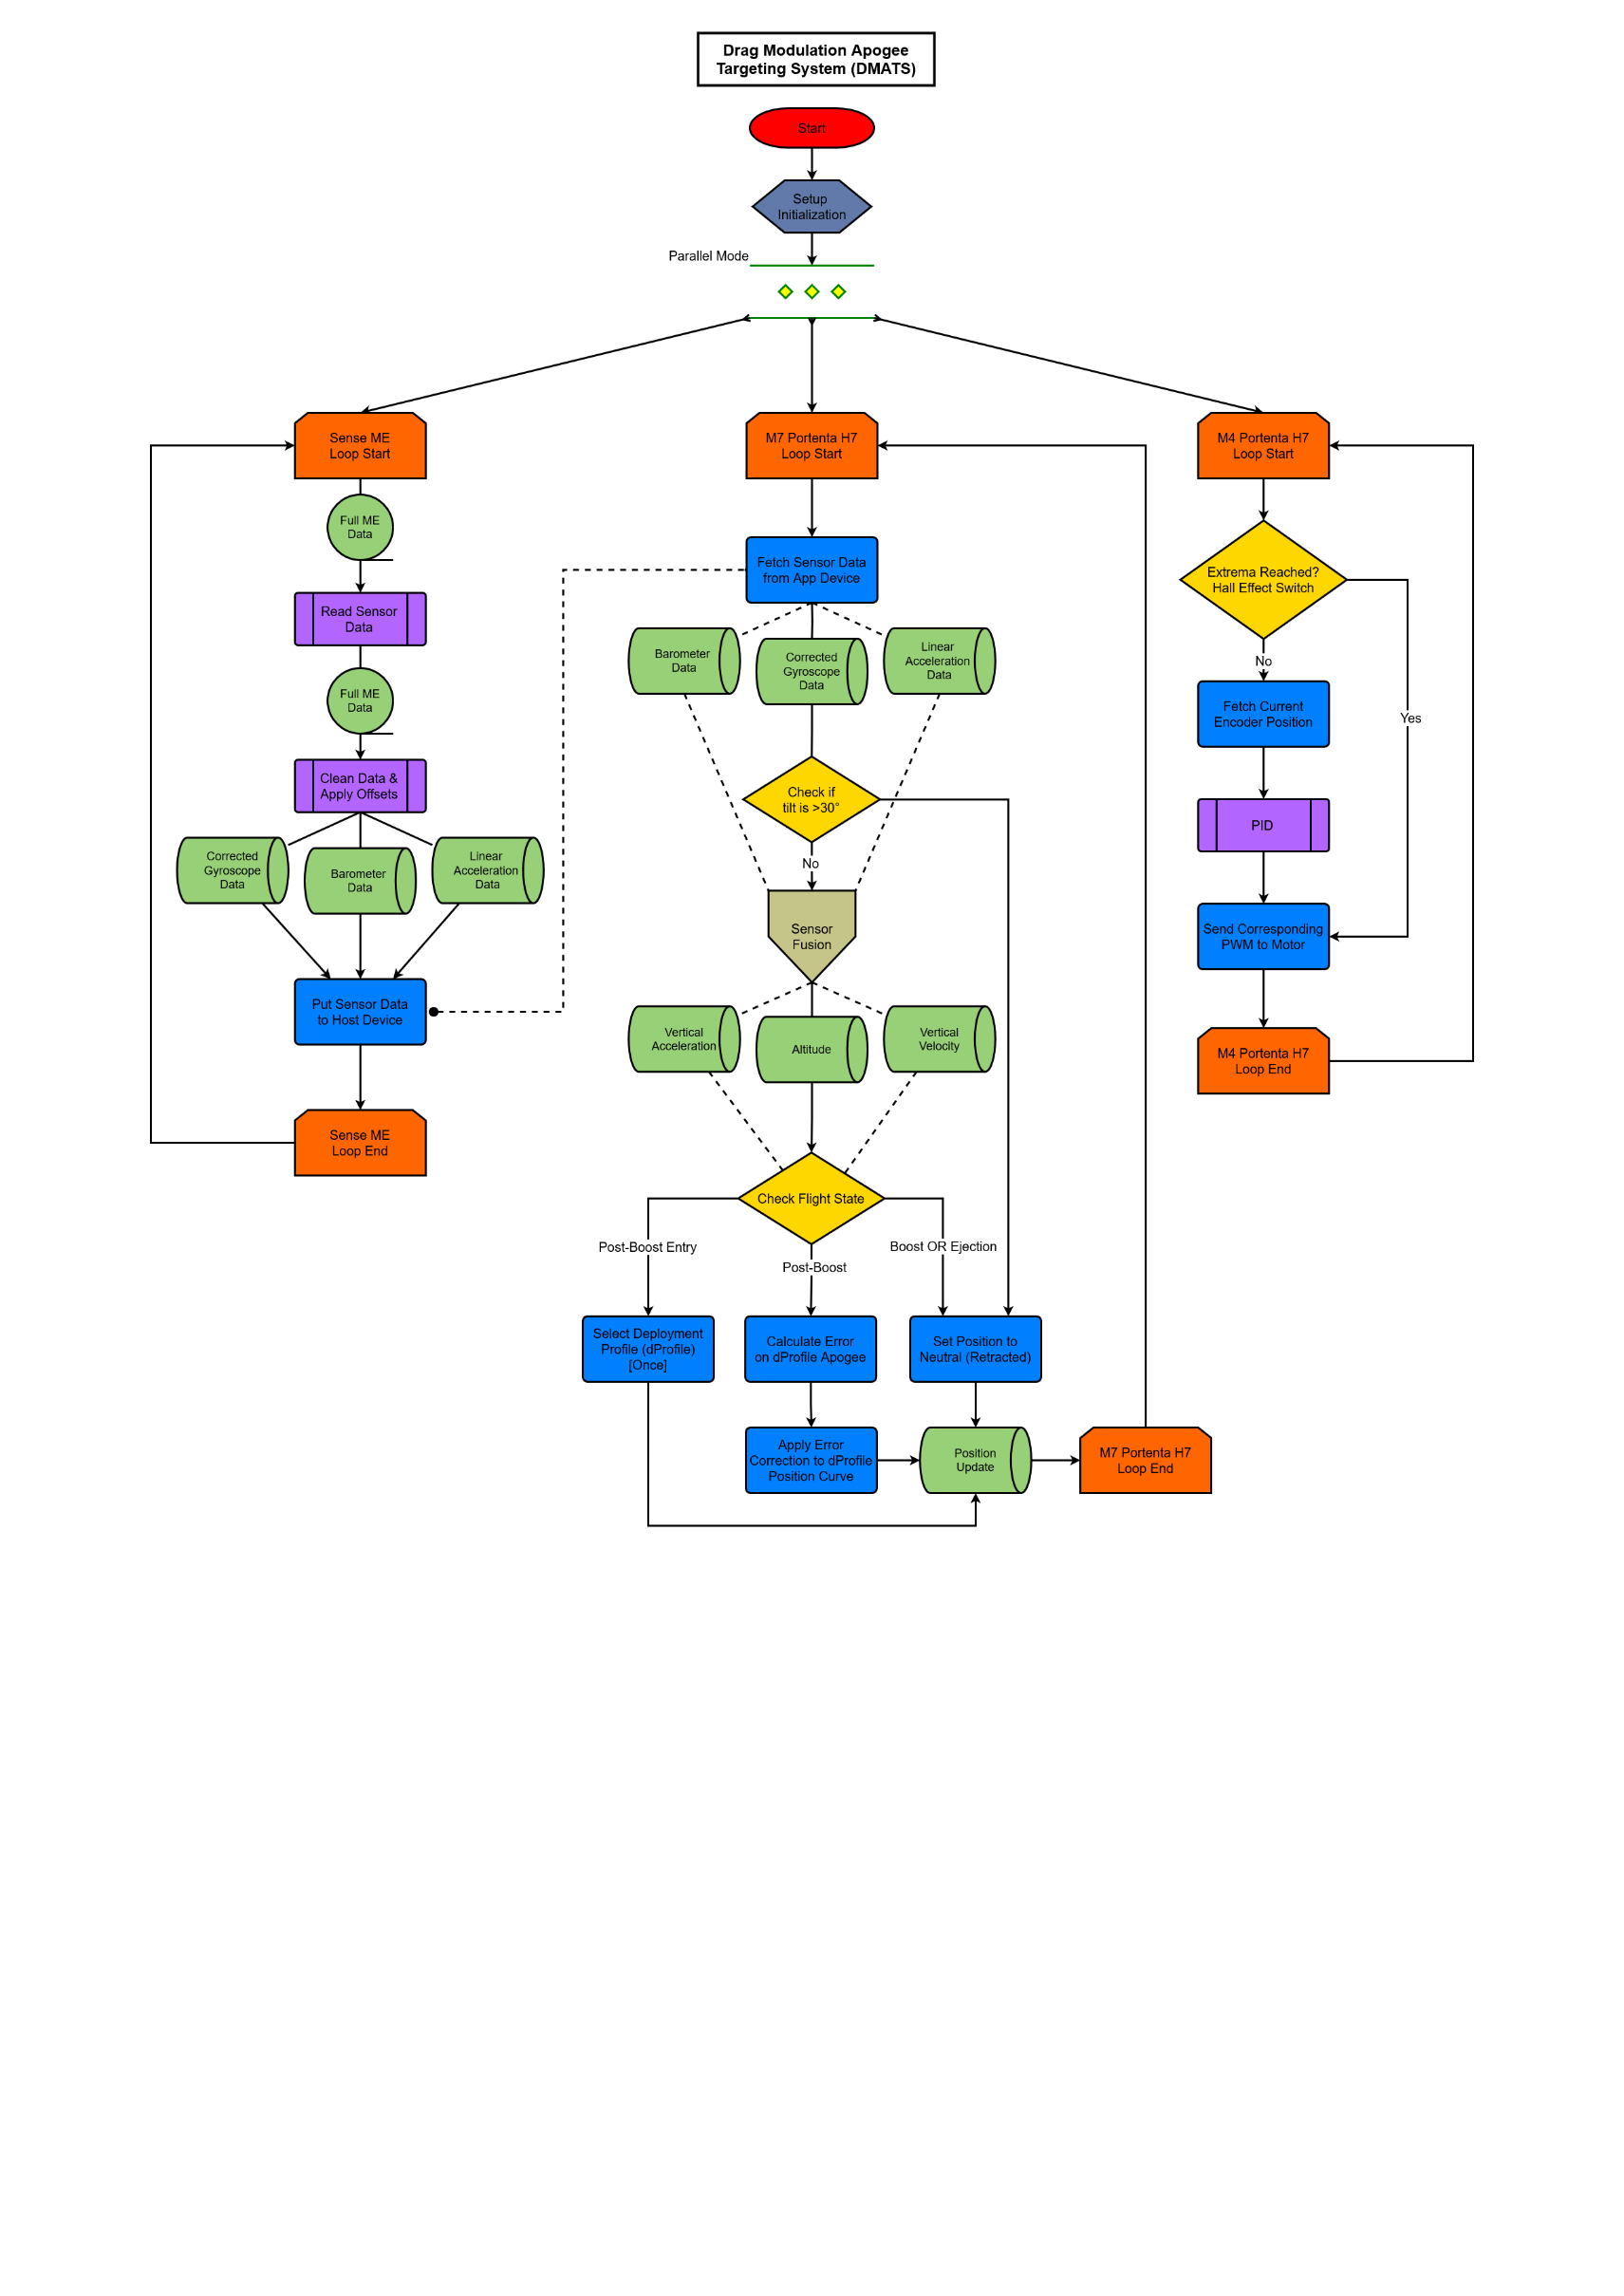 Drag Modulation Apogee
Targeting System (DMATS)
Start
Setup
Initialization
Parallel Mode
Sense ME
Loop Start
Full ME
Data
Read Sensor
Data
Full ME
Data
Clean Data &
Apply Offsets
Corrected
Gyroscope
Data
Barometer
Data
Linear
Acceleration
Data
Put Sensor Data
to Host Device
Sense ME
Loop End
M7 Portenta H7
Loop Start
Fetch Sensor Data
from App Device
Barometer
Data
Corrected
Gyroscope
Data
Linear
Acceleration
Data
Check if
tilt is >30°
No
Sensor
Fusion
Vertical
Acceleration
Altitude
Vertical
Velocity
Check Flight State
Post-Boost Entry
Post-Boost
Boost OR Ejection
Select Deployment
Profile (dProfile)
[Once]
Calculate Error
on dProfile Apogee
Set Position to
Neutral (Retracted)
Apply Error
Correction to dProfile
Position Curve
Position
Update
M7 Portenta H7
Loop End
M4 Portenta H7
Loop Start
Extrema Reached?
Hall Effect Switch
No
Yes
Fetch Current
Encoder Position
PID
Send Corresponding
PWM to Motor
M4 Portenta H7
Loop End